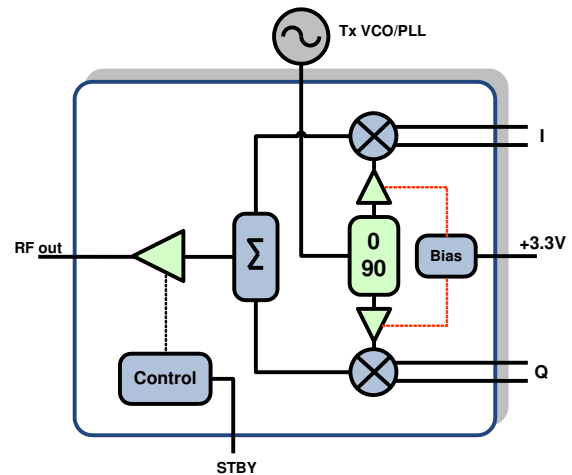 Tx VCO/PLL
I
0
90
RF out
Σ
Bias
+3.3V
Control
Q
STBY